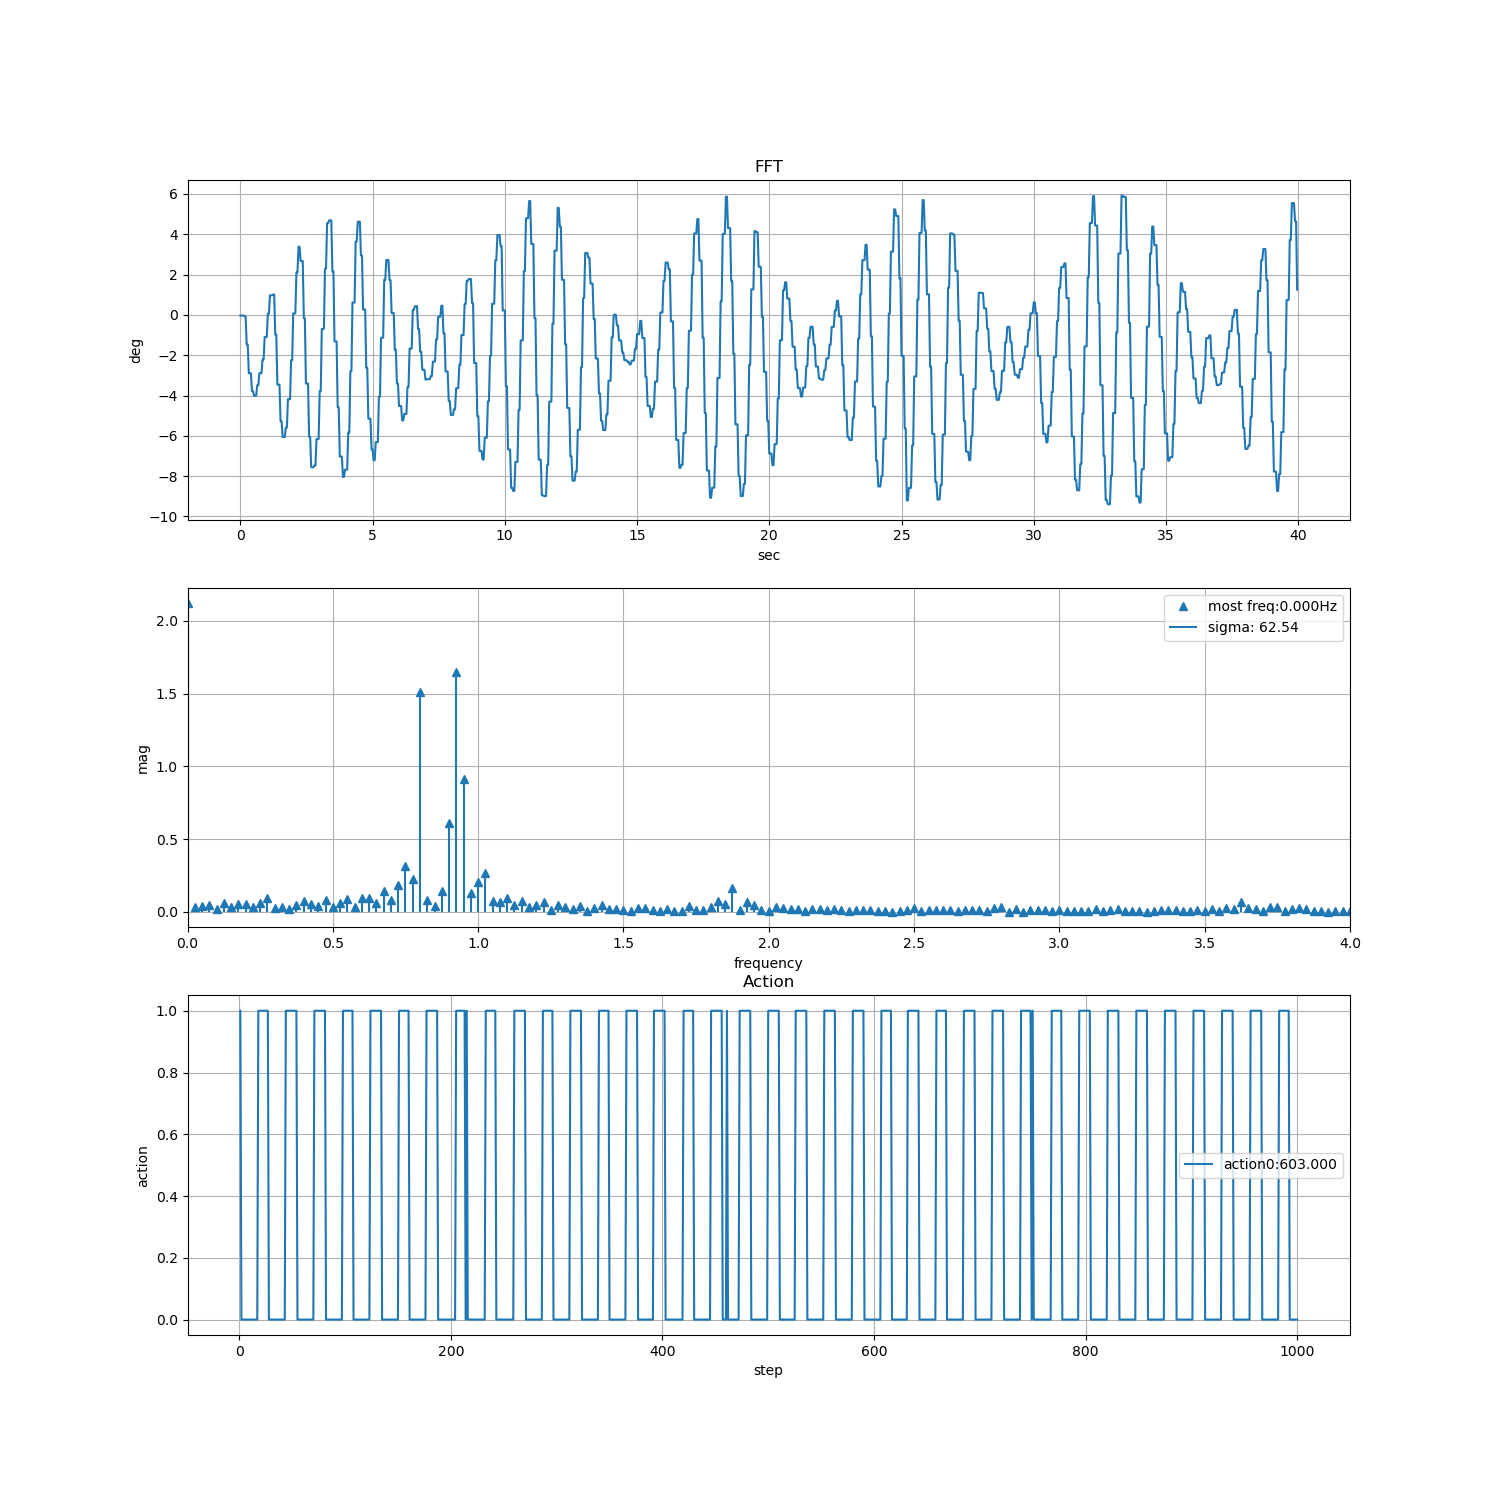 FFT
6
4
2
0
−2
−4
−6
−8
−10
deg
0 5 10 15 20 25 30 35 40
sec
most freq:0.000Hz
sigma: 62.54
2.0
1.5
1.0
0.5
0.0
mag
0.0 0.5 1.0 1.5 2.0 2.5 3.0 3.5 4.0
frequency
Action
1.0
0.8
0.6
0.4
0.2
0.0
action
action0:603.000
0 200 400 600 800 1000
step